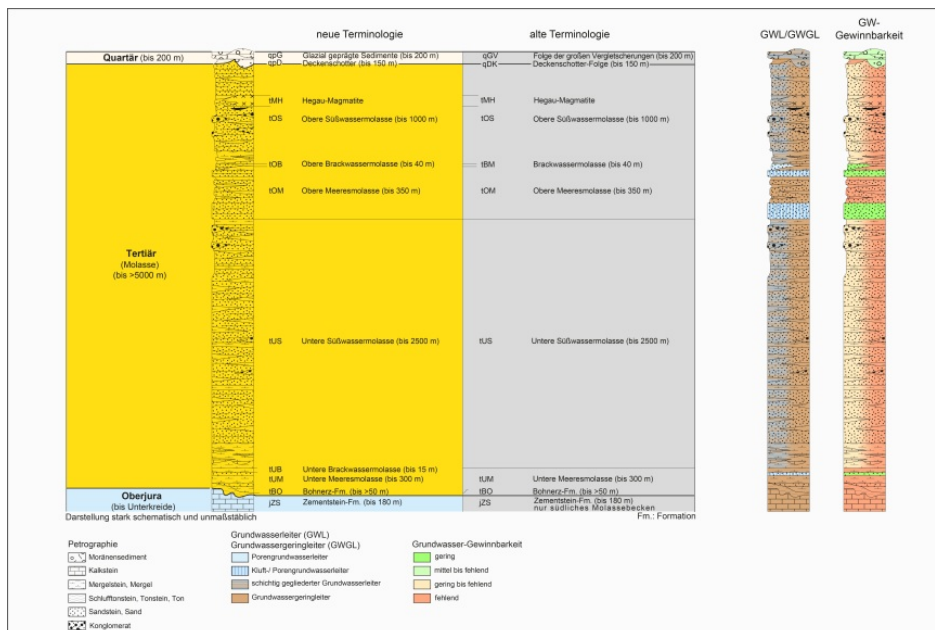 neue Terminologie
alte Terminologie
GWL/GWGL
GW-
Gewinnbarkeit
Quartär (bis 200 m)
qpG Glazial geprägte Sedimente (bis 200 m)
qGV Folge der großen Vergletscherungen (bis 200 m)
qpD Deckenschotter (bis 150 m)
qDK Deckenschotter-Folge (bis 150 m)
tMH Hegau-Magmatite
tMH Hegau-Magmatite
tOS Obere Süßwassermolasse (bis 1000 m)
tOS Obere Süßwassermolasse (bis 1000 m)
tOB Obere Brackwassermolasse (bis 40 m)
tBM Brackwassermolasse (bis 40 m)
tOM Obere Meeresmolasse (bis 350 m)
tOM Obere Meeresmolasse (bis 350 m)
Tertiär
(Molasse)
(bis >5000 m)
tUS Untere Süßwassermolasse (bis 2500 m)
tUS Untere Süßwassermolasse (bis 2500 m)
tUB Untere Brackwassermolasse (bis 15 m)
tUM Untere Meeresmolasse (bis 300 m)
tUM Untere Meeresmolasse (bis 300 m)
tBO Bohnerz-Fm. (bis >50 m)
tBO Bohnerz-Fm. (bis >50 m)
Oberjura
(bis Unterkreide)
jZS Zementstein-Fm. (bis 180 m)
jZS Zementstein-Fm. (bis 180 m)
nur südliches Molassebecken
Darstellung stark schematisch und unmaßstäblich
Fm.: Formation
Petrographie
Moränensediment
Kalkstein
Mergelstein, Mergel
Schlufftonstein, Tonstein, Ton
Sandstein, Sand
Konglomerat
Grundwasserleiter (GWL)
Grundwassergeringleiter (GWGL)
Porengrundwasserleiter
Kluft-/ Porengrundwasserleiter
schichtig gegliederter Grundwasserleiter
Grundwassergeringleiter
Grundwasser-Gewinnbarkeit
gering
mittel bis fehlend
gering bis fehlend
fehlend